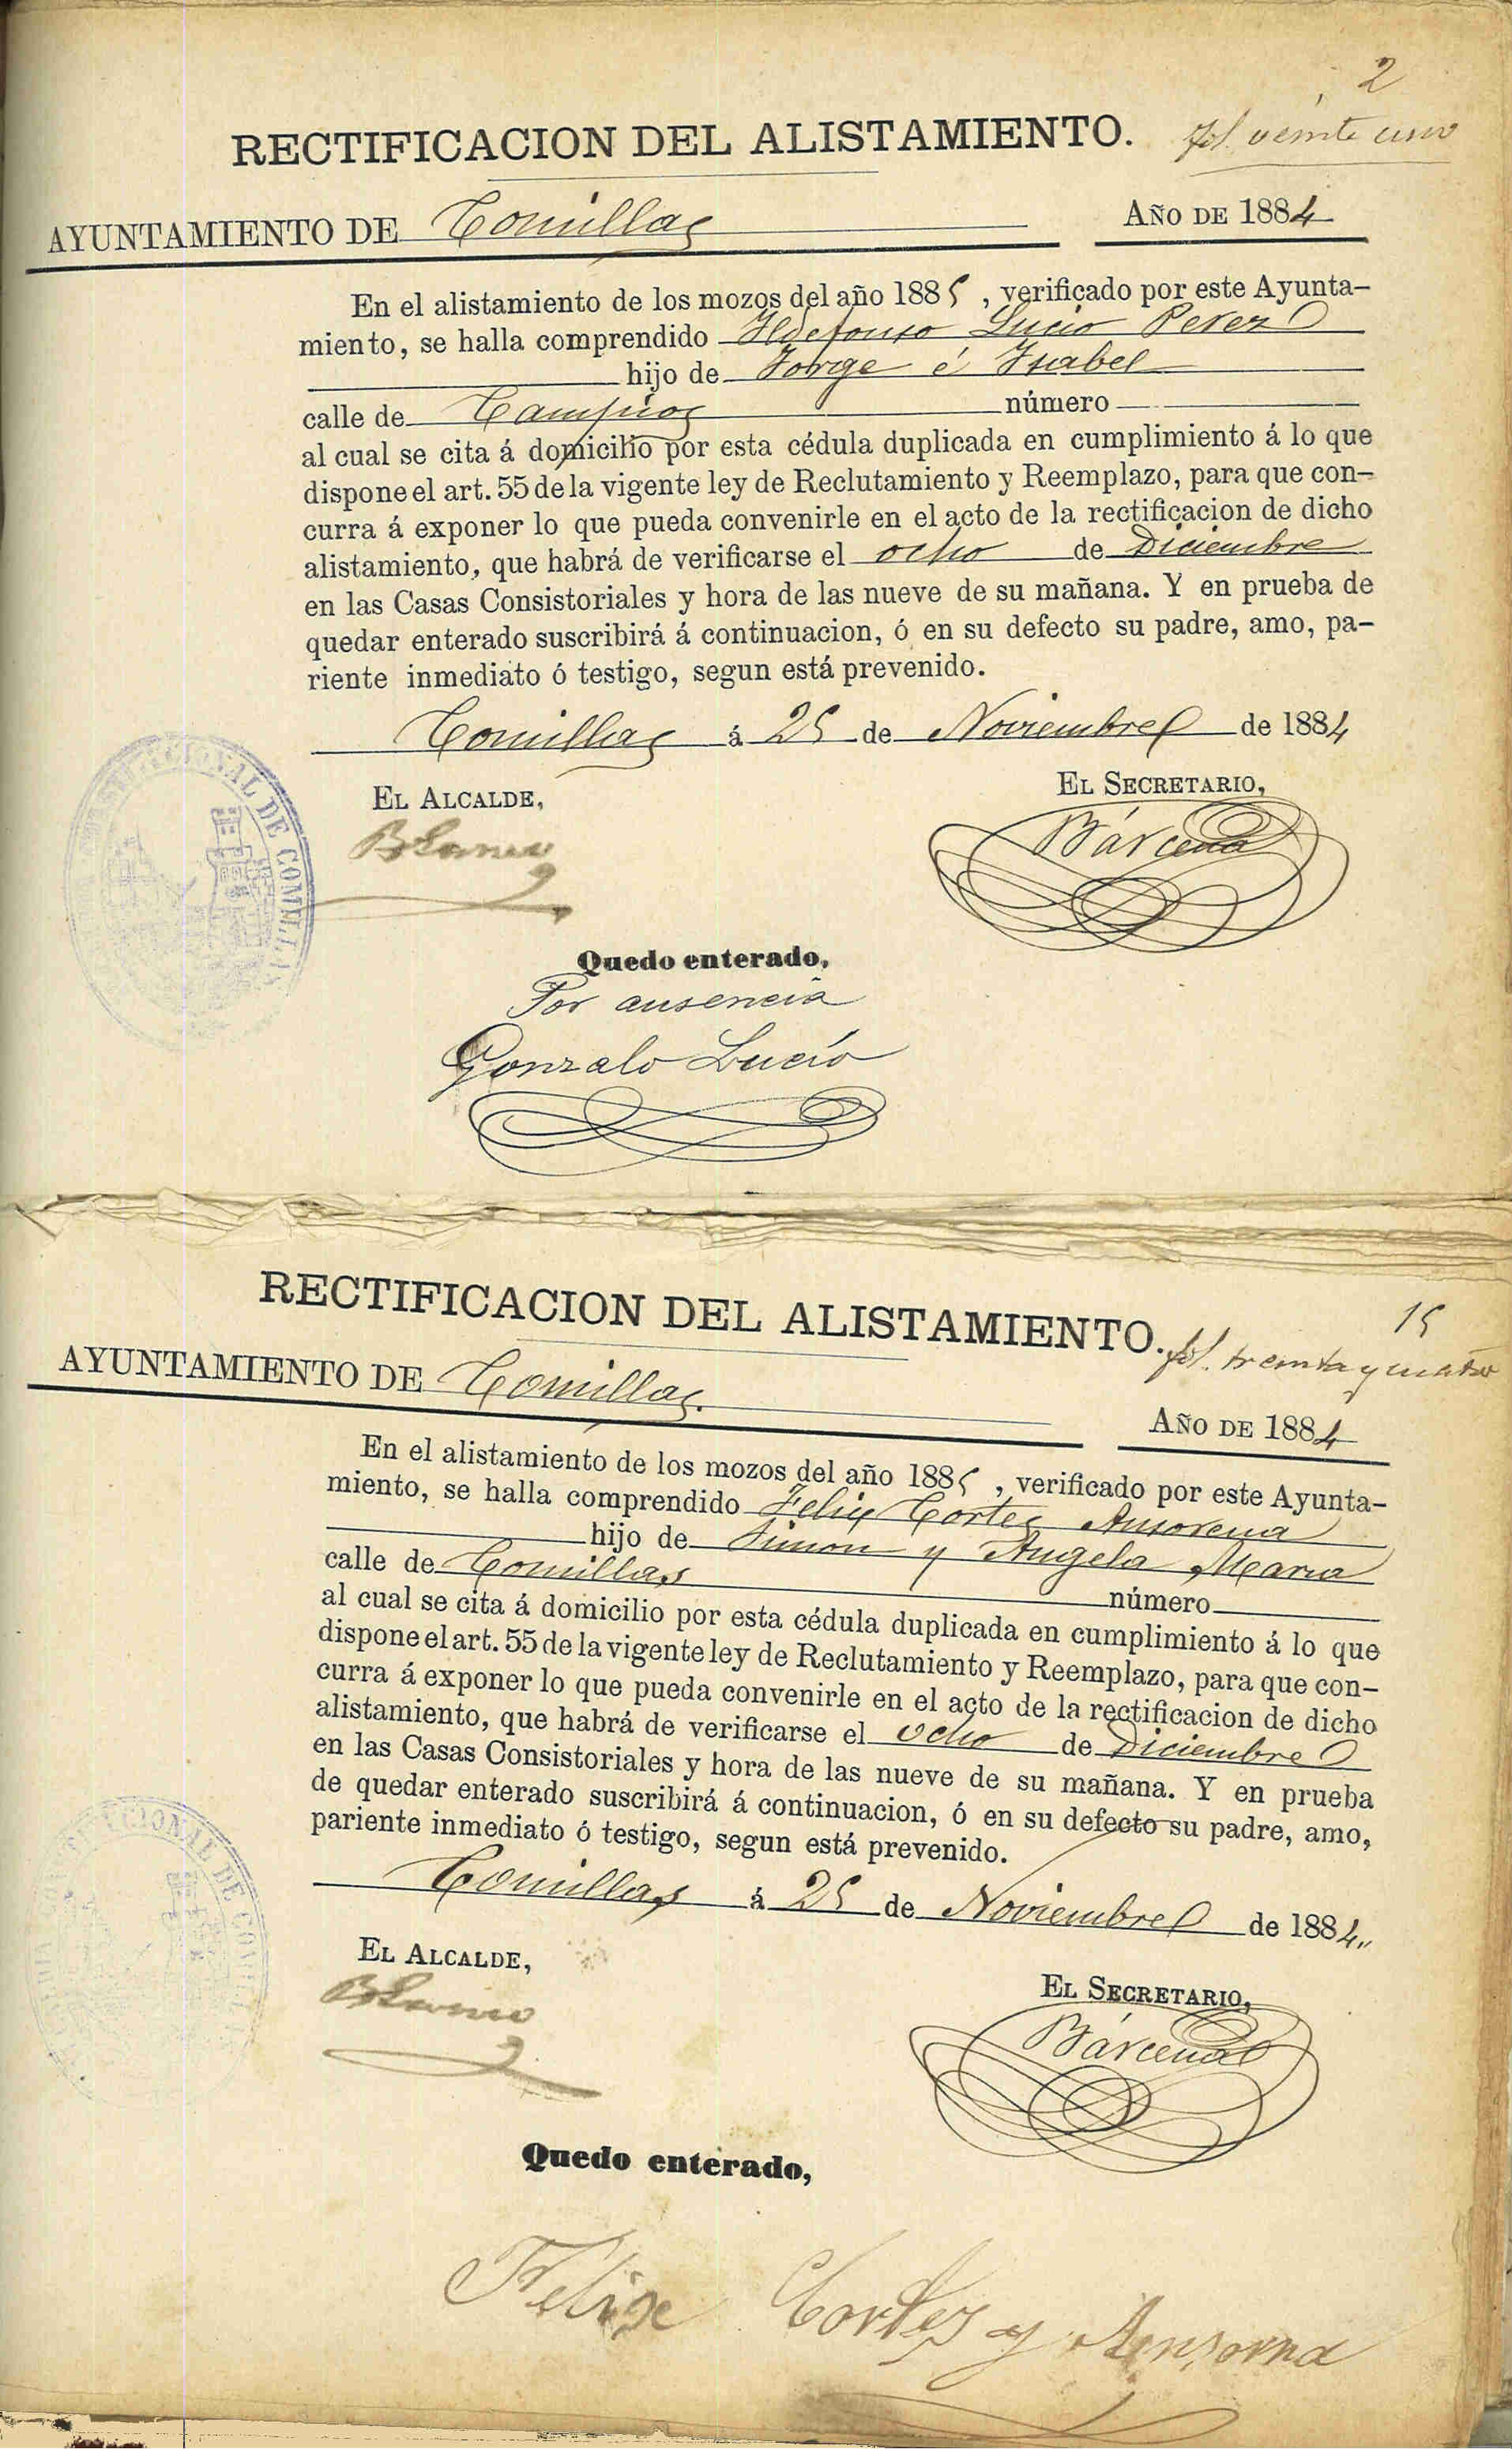 2
RECTIFICACION DEL ALISTAMIENTO. fol. veinte uno
AYUNTAMIENTO DE Comillas AÑO DE 1884
En el alistamiento de los mozos del año 1885, verificado por este Ayunta-
miento, se halla comprendido Ildefonso Lucio Perez
hijo de Jorge é Isabel
calle de Campios número
al cual se cita á domicilio por esta cédula duplicada en cumplimiento á lo que
dispone el art. 55 de la vigente ley de Reclutamiento y Reemplazo, para que con-
curra á exponer lo que pueda convenirle en el acto de la rectificacion de dicho
alistamiento, que habrá de verificarse el ocho de Diciembre
en las Casas Consistoriales y hora de las nueve de su mañana. Y en prueba de
quedar enterado suscribirá á continuacion, ó en su defecto su padre, amo, pa-
riente inmediato ó testigo, segun está prevenido.
Comillas á 25 de Noviembre de 1884
EL ALCALDE, EL SECRETARIO,
Bárcena
CONSTITUCIONAL DE COMILLAS
Quedo enterado,
Por ausencia
Gonzalo Lucío
15
RECTIFICACION DEL ALISTAMIENTO. fol. treinta y cuatro
AYUNTAMIENTO DE Comillas.
AÑO DE 1884
En el alistamiento de los mozos del año 1885, verificado por este Ayunta-
miento, se halla comprendido Felix Cortes Ansorena
hijo de Simón y Angela Maria
calle de Comillas número
al cual se cita á domicilio por esta cédula duplicada en cumplimiento á lo que
dispone el art. 55 de la vigente ley de Reclutamiento y Reemplazo, para que con-
curra á exponer lo que pueda convenirle en el acto de la rectificacion de dicho
alistamiento, que habrá de verificarse el ocho de Diciembre
en las Casas Consistoriales y hora de las nueve de su mañana. Y en prueba
de quedar enterado suscribirá á continuacion, ó en su defecto su padre, amo,
pariente inmediato ó testigo, segun está prevenido.
Comillas á 25 de Noviembre de 1884
EL ALCALDE,
EL SECRETARIO,
Bárcena
Quedo enterado,
Felix Cortes y Ansorna